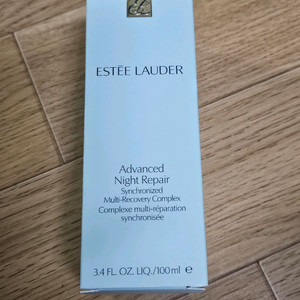 ESTÉE LAUDER
Advanced
Night Repair
Synchronized
Multi-Recovery Complex
Complexe multi-réparation
synchronisée
3.4 FL. OZ. LIQ./100 ml ℮